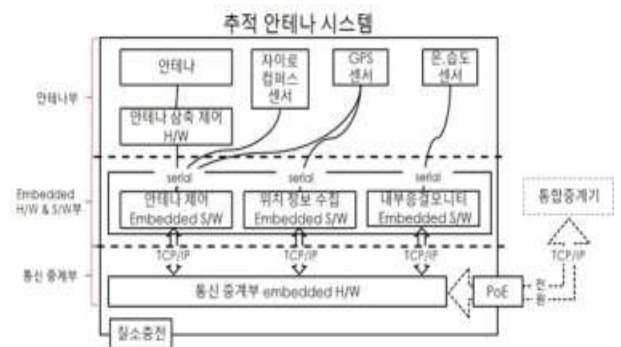 추적 안테나 시스템
안테나부
안테나
자이로
컴퍼스
센서
GPS
센서
온.습도
센서
안테나 삼축 제어
H/W
Embedded
H/W & S/W부
serial
serial
serial
안테나 제어
Embedded S/W
위치 정보 수집
Embedded S/W
내부응결모니터
Embedded S/W
통합중계기
TCP/IP
TCP/IP
TCP/IP
TCP/IP
통신 중계부
통신 중계부 embedded H/W
PoE
전
원
질소충전